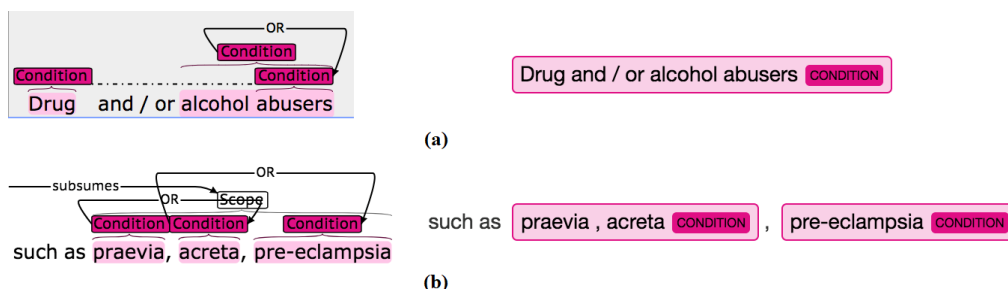 OR
Condition
Condition Condition
Drug and / or alcohol abusers
Drug and / or alcohol abusers CONDITION
(a)
OR
subsumes
OR Scope
Condition Condition Condition
such as praevia, acreta, pre-eclampsia
such as praevia , acreta CONDITION , pre-eclampsia CONDITION
(b)